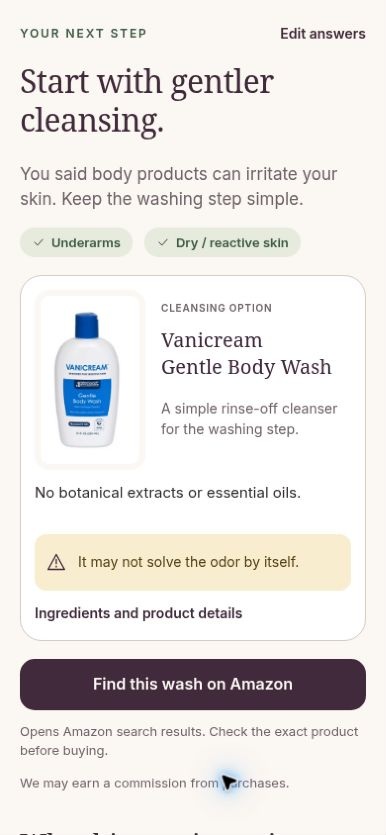 YOUR NEXT STEP
Edit answers
Start with gentler
cleansing.
You said body products can irritate your
skin. Keep the washing step simple.
Underarms
Dry / reactive skin
CLEANSING OPTION
Vanicream
Gentle Body Wash
A simple rinse-off cleanser
for the washing step.
VANICREAM
Gentle
Body Wash
No botanical extracts or essential oils.
It may not solve the odor by itself.
Ingredients and product details
Find this wash on Amazon
Opens Amazon search results. Check the exact product
before buying.
We may earn a commission from purchases.